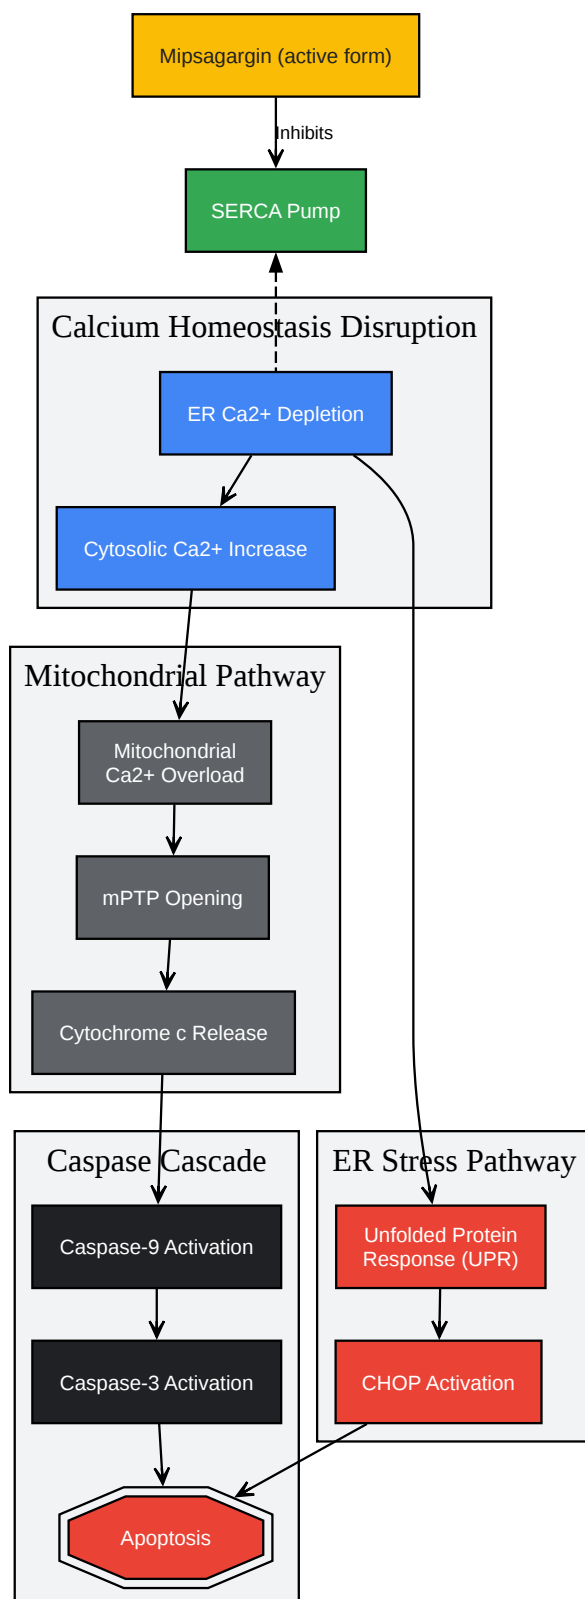 Mipsagargin (active form)
Inhibits
SERCA Pump
Calcium Homeostasis Disruption
ER Ca2+ Depletion
Cytosolic Ca2+ Increase
Mitochondrial Pathway
Mitochondrial
Ca2+ Overload
mPTP Opening
Cytochrome c Release
Caspase Cascade
Caspase-9 Activation
Caspase-3 Activation
Apoptosis
ER Stress Pathway
Unfolded Protein
Response (UPR)
CHOP Activation